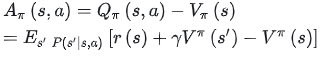 A_π (s, a) = Q_π (s, a) − V_π (s)
= E_{s′ P(s′|s,a)} [r (s) + γV^π (s′) − V^π (s)]